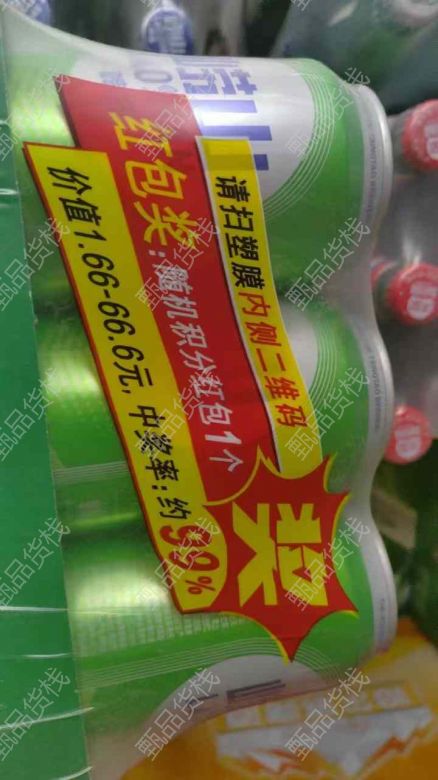 请扫塑膜内侧二维码
红包奖:随机积分红包1个
价值1.66-66.6元,中奖率:约90%
奖
甄品货栈